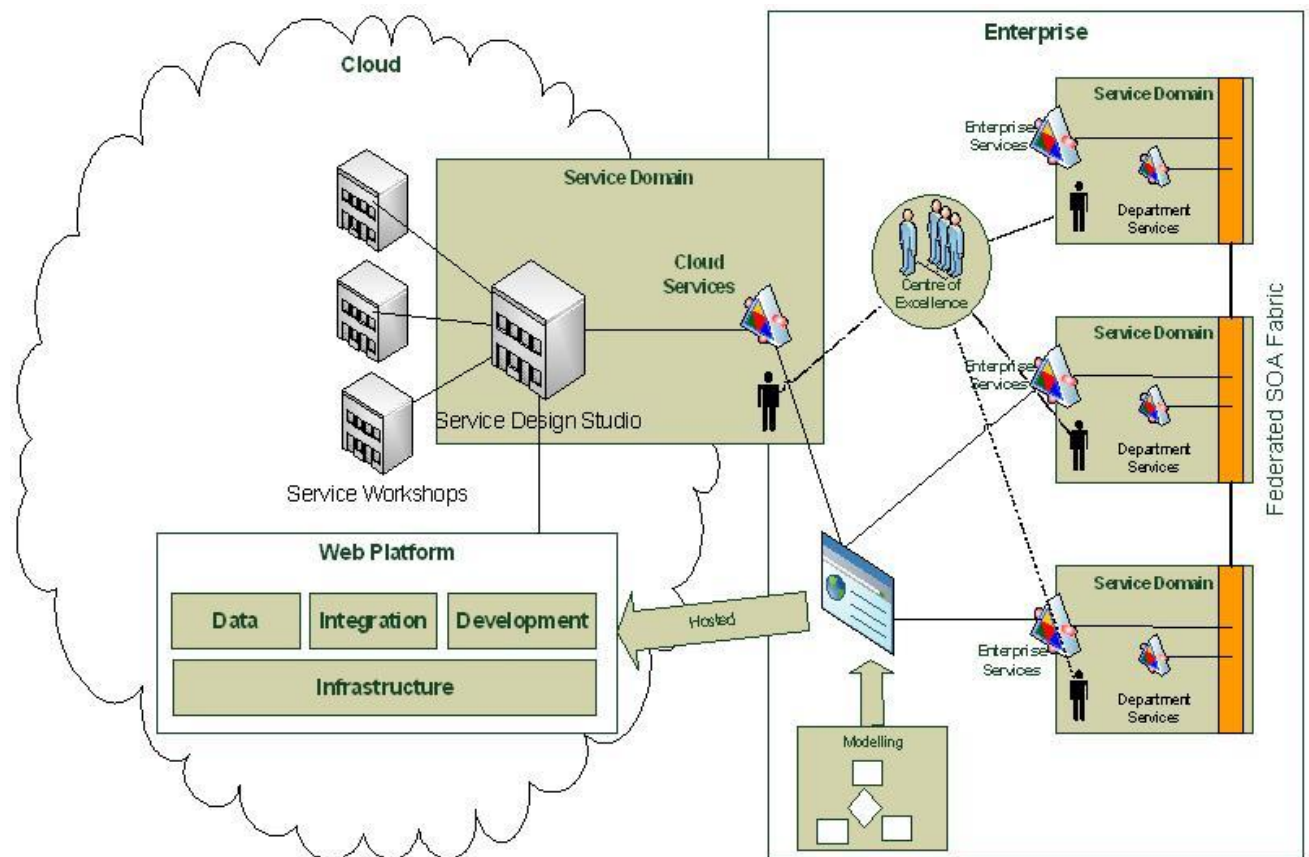 Cloud
Enterprise
Service Domain
Enterprise
Services
Department
Services
Service Domain
Cloud
Services
Centre of
Excellence
Service Design Studio
Service Workshops
Service Domain
Enterprise
Services
Department
Services
Federated SOA Fabric
Web Platform
Data
Integration
Development
Infrastructure
Hosted
Service Domain
Enterprise
Services
Department
Services
Modelling